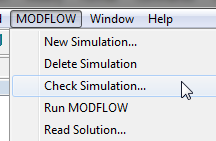 MODFLOW Window Help
New Simulation...
Delete Simulation
Check Simulation...
Run MODFLOW
Read Solution...